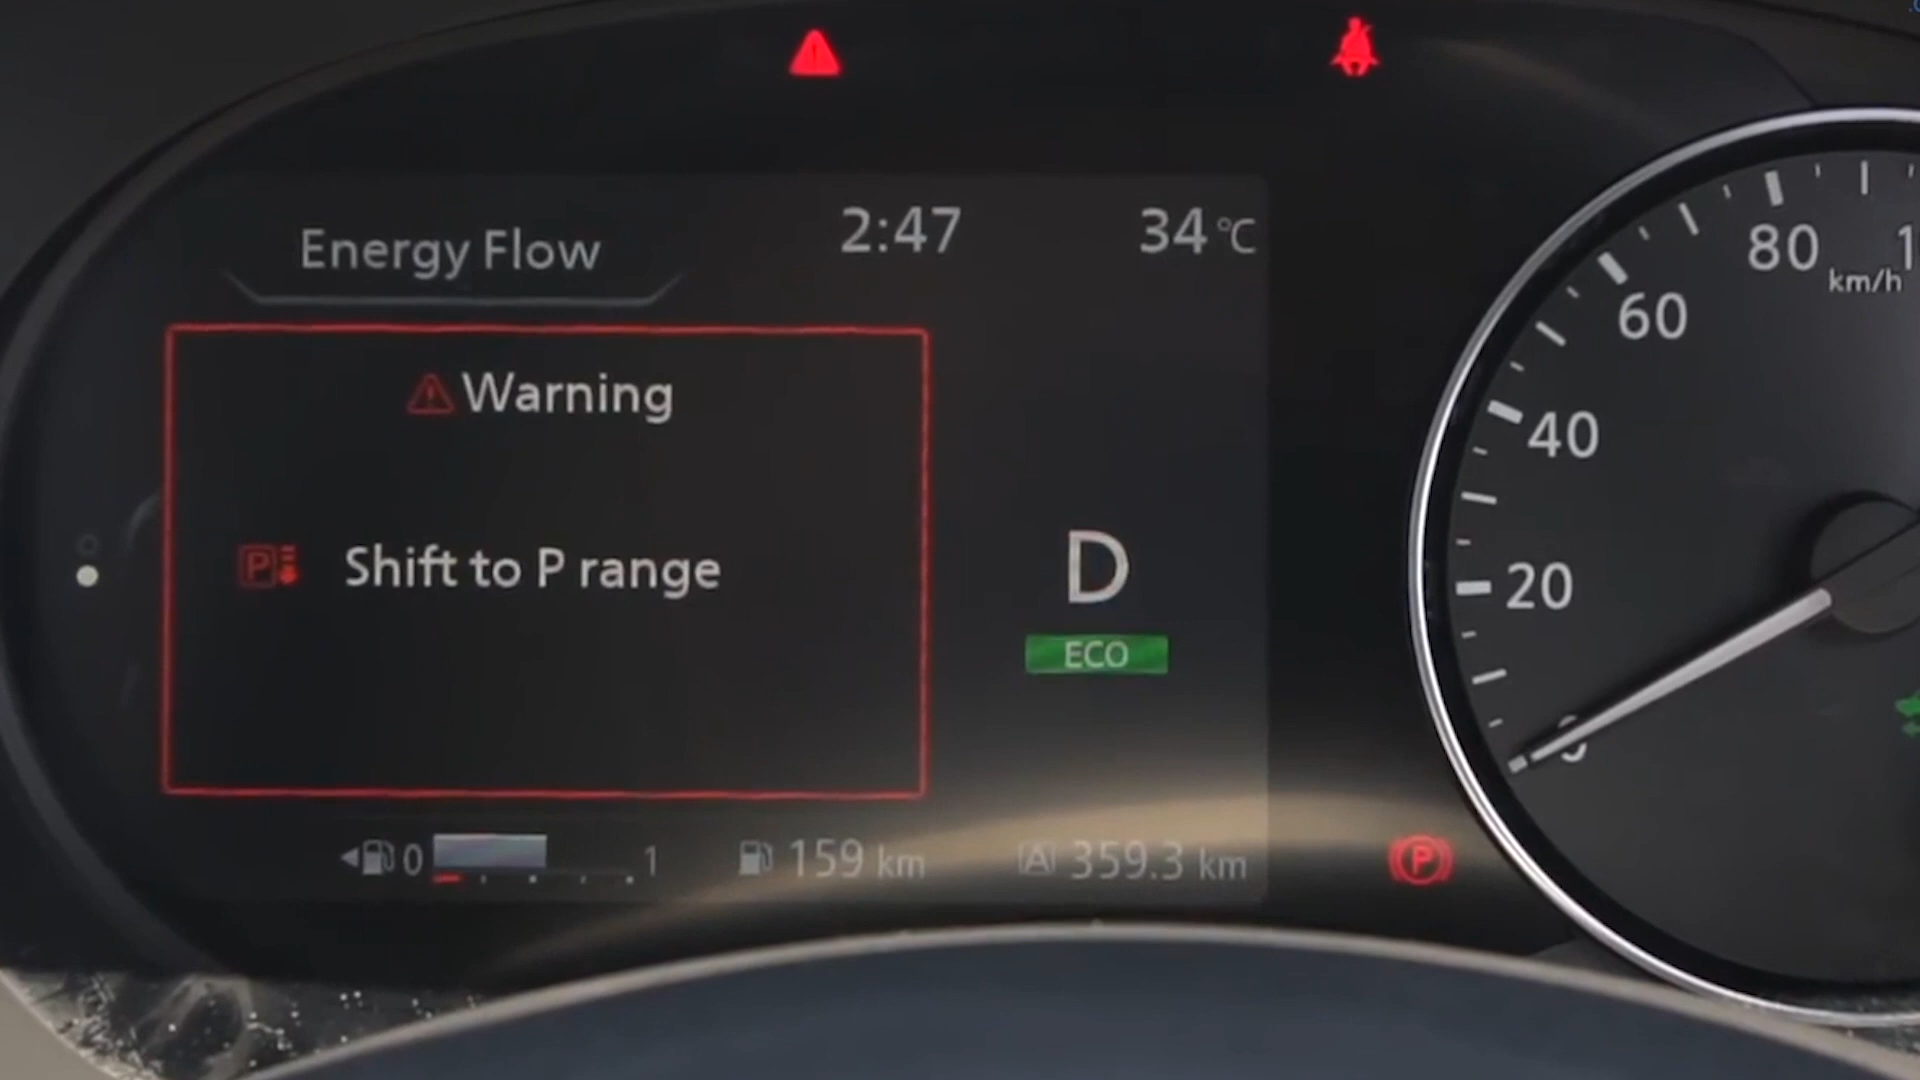 Energy Flow
2:47
34 °C
Warning
P Shift to P range
D
ECO
0
1
159 km
A 359.3 km
P
80
km/h
60
40
20
0